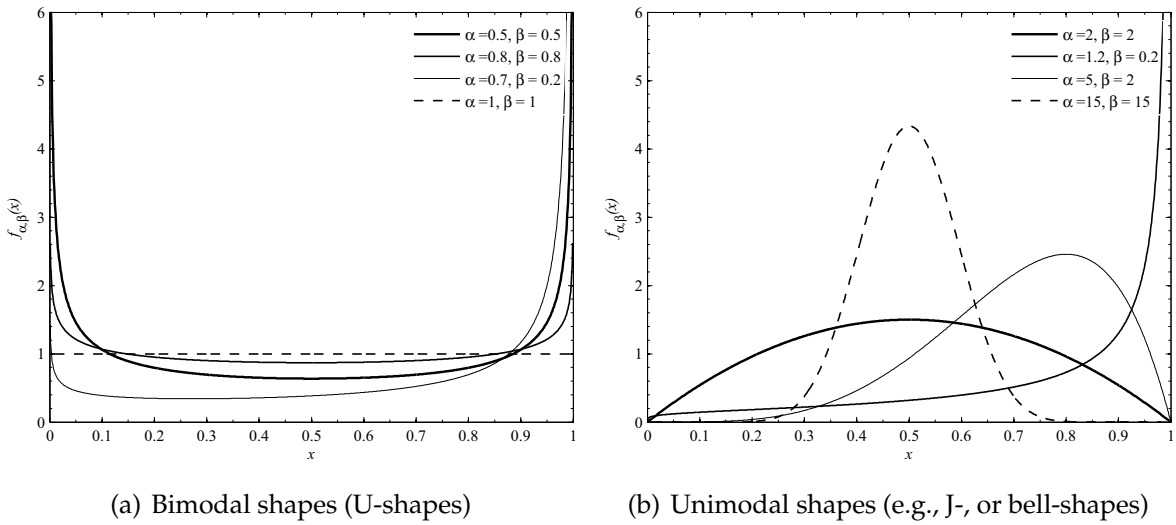 6
5
4
3
2
1
0
f α,β (x)
0
0.1
0.2
0.3
0.4
0.5
0.6
0.7
0.8
0.9
1
x
α =0.5, β = 0.5
α =0.8, β = 0.8
α =0.7, β = 0.2
α =1, β = 1
(a) Bimodal shapes (U-shapes)
6
5
4
3
2
1
0
f α,β (x)
0
0.1
0.2
0.3
0.4
0.5
0.6
0.7
0.8
0.9
1
x
α =2, β = 2
α =1.2, β = 0.2
α =5, β = 2
α =15, β = 15
(b) Unimodal shapes (e.g., J-, or bell-shapes)